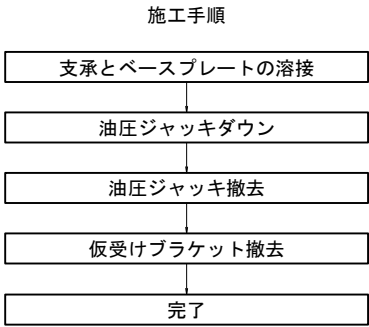 施工手順
支承とベースプレートの溶接
油圧ジャッキダウン
油圧ジャッキ撤去
仮受けブラケット撤去
完了